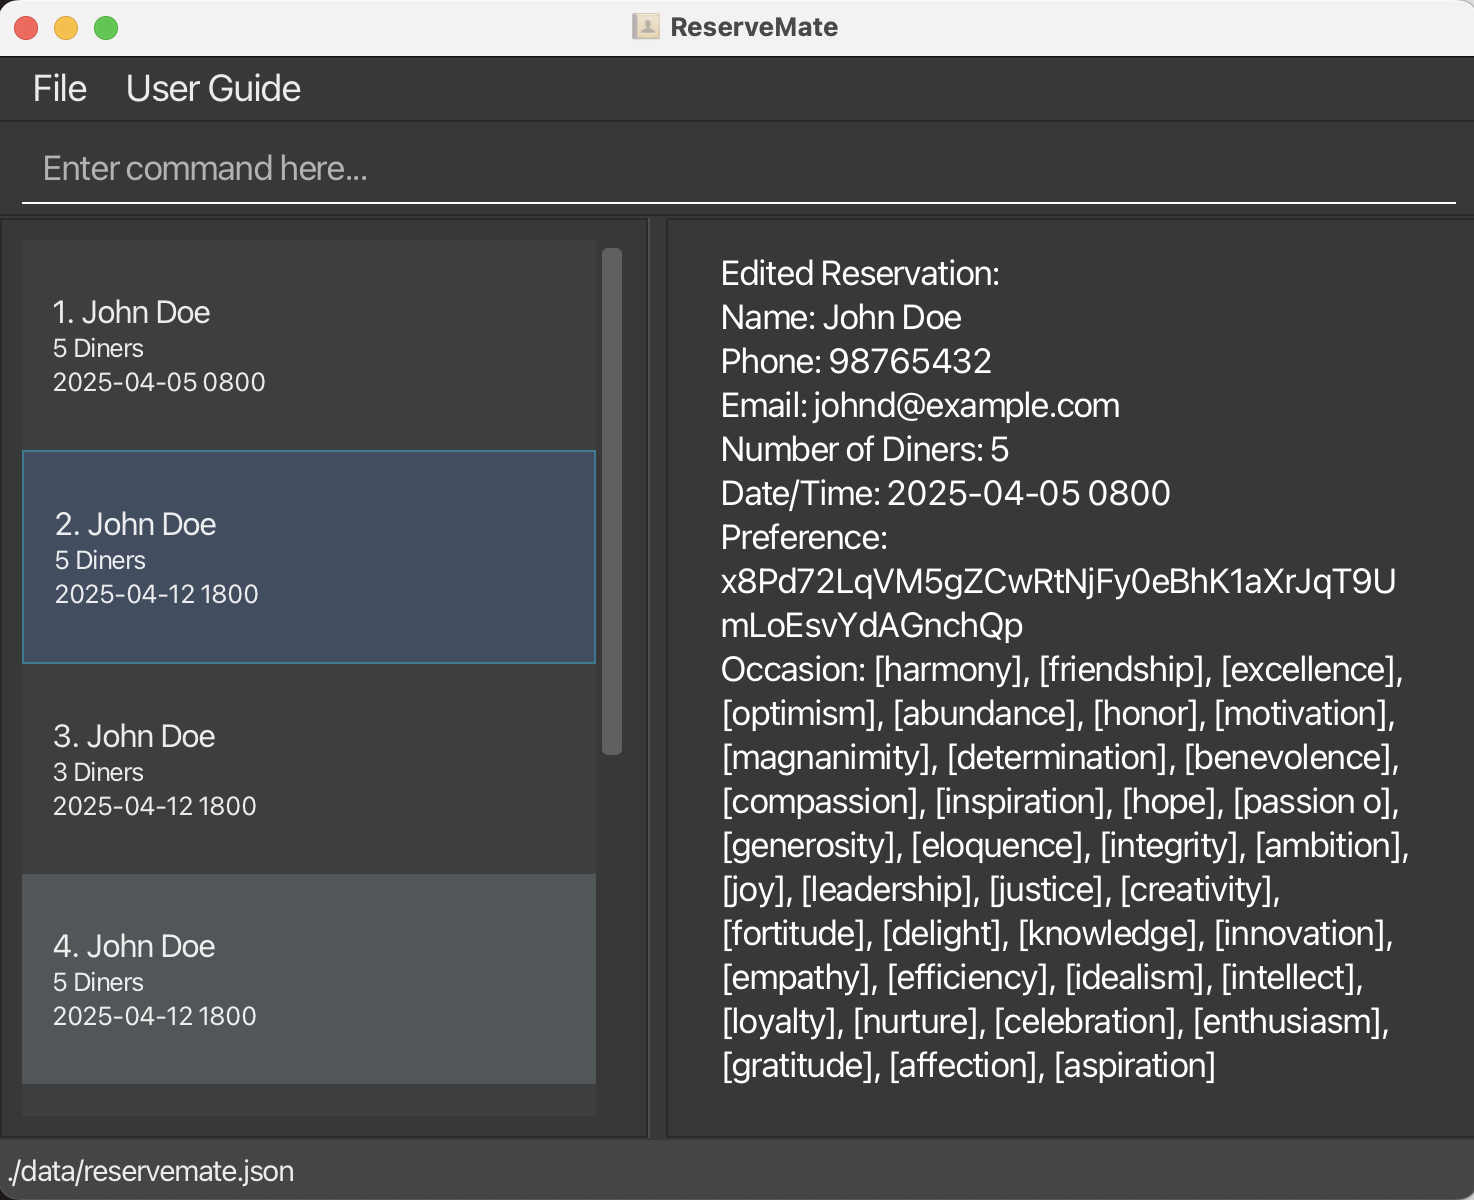 ReserveMate
File User Guide
Enter command here...
1. John Doe
5 Diners
2025-04-05 0800
2. John Doe
5 Diners
2025-04-12 1800
3. John Doe
3 Diners
2025-04-12 1800
4. John Doe
5 Diners
2025-04-12 1800
Edited Reservation:
Name: John Doe
Phone: 98765432
Email: johnd@example.com
Number of Diners: 5
Date/Time: 2025-04-05 0800
Preference:
x8Pd72LqVM5gZCwRtNjFy0eBhK1aXrJqT9U
mLoEsvYdAGnchQp
Occasion: [harmony], [friendship], [excellence],
[optimism], [abundance], [honor], [motivation],
[magnanimity], [determination], [benevolence],
[compassion], [inspiration], [hope], [passion o],
[generosity], [eloquence], [integrity], [ambition],
[joy], [leadership], [justice], [creativity],
[fortitude], [delight], [knowledge], [innovation],
[empathy], [efficiency], [idealism], [intellect],
[loyalty], [nurture], [celebration], [enthusiasm],
[gratitude], [affection], [aspiration]
./data/reservemate.json